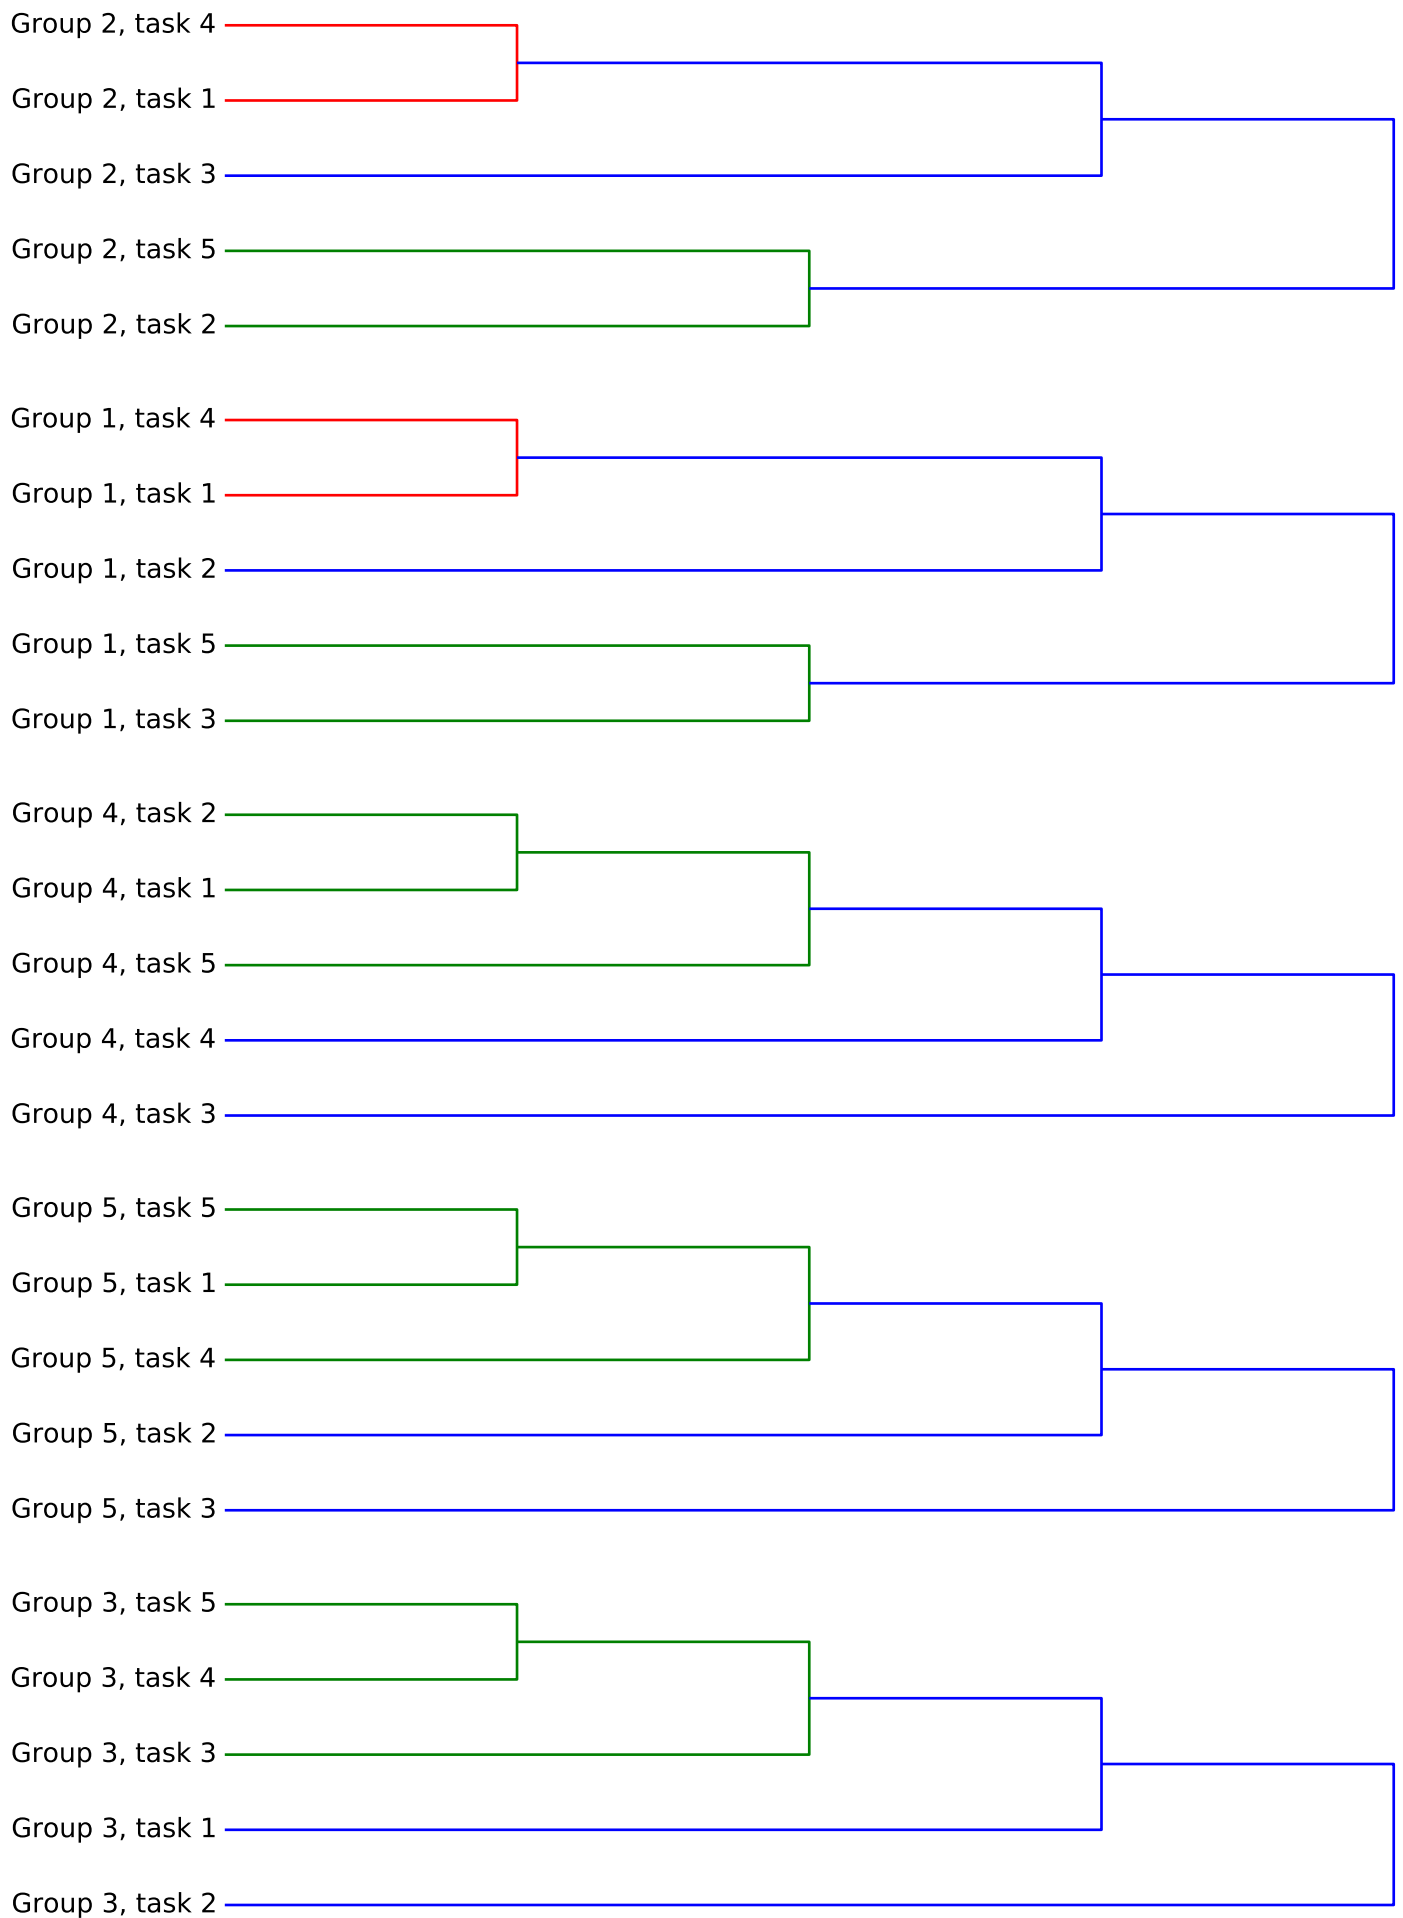 Group 2, task 4
Group 2, task 1
Group 2, task 3
Group 2, task 5
Group 2, task 2
Group 1, task 4
Group 1, task 1
Group 1, task 2
Group 1, task 5
Group 1, task 3
Group 4, task 2
Group 4, task 1
Group 4, task 5
Group 4, task 4
Group 4, task 3
Group 5, task 5
Group 5, task 1
Group 5, task 4
Group 5, task 2
Group 5, task 3
Group 3, task 5
Group 3, task 4
Group 3, task 3
Group 3, task 1
Group 3, task 2